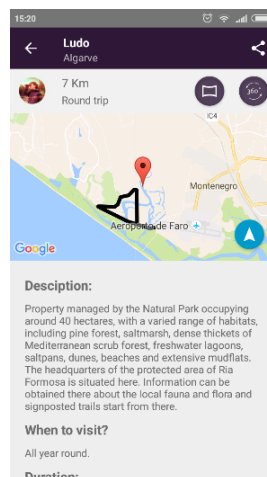 15:20
Ludo
Algarve
7 Km
Round trip
360°
IC4
Montenegro
Aeroporto de Faro
Google
Desciption:
Property managed by the Natural Park occupying
around 40 hectares, with a varied range of habitats,
including pine forest, saltmarsh, dense thickets of
Mediterranean scrub forest, freshwater lagoons,
saltpans, dunes, beaches and extensive mudflats.
The headquarters of the protected area of Ria
Formosa is situated here. Information can be
obtained there about the local fauna and flora and
signposted trails start from there.
When to visit?
All year round.
Duration: